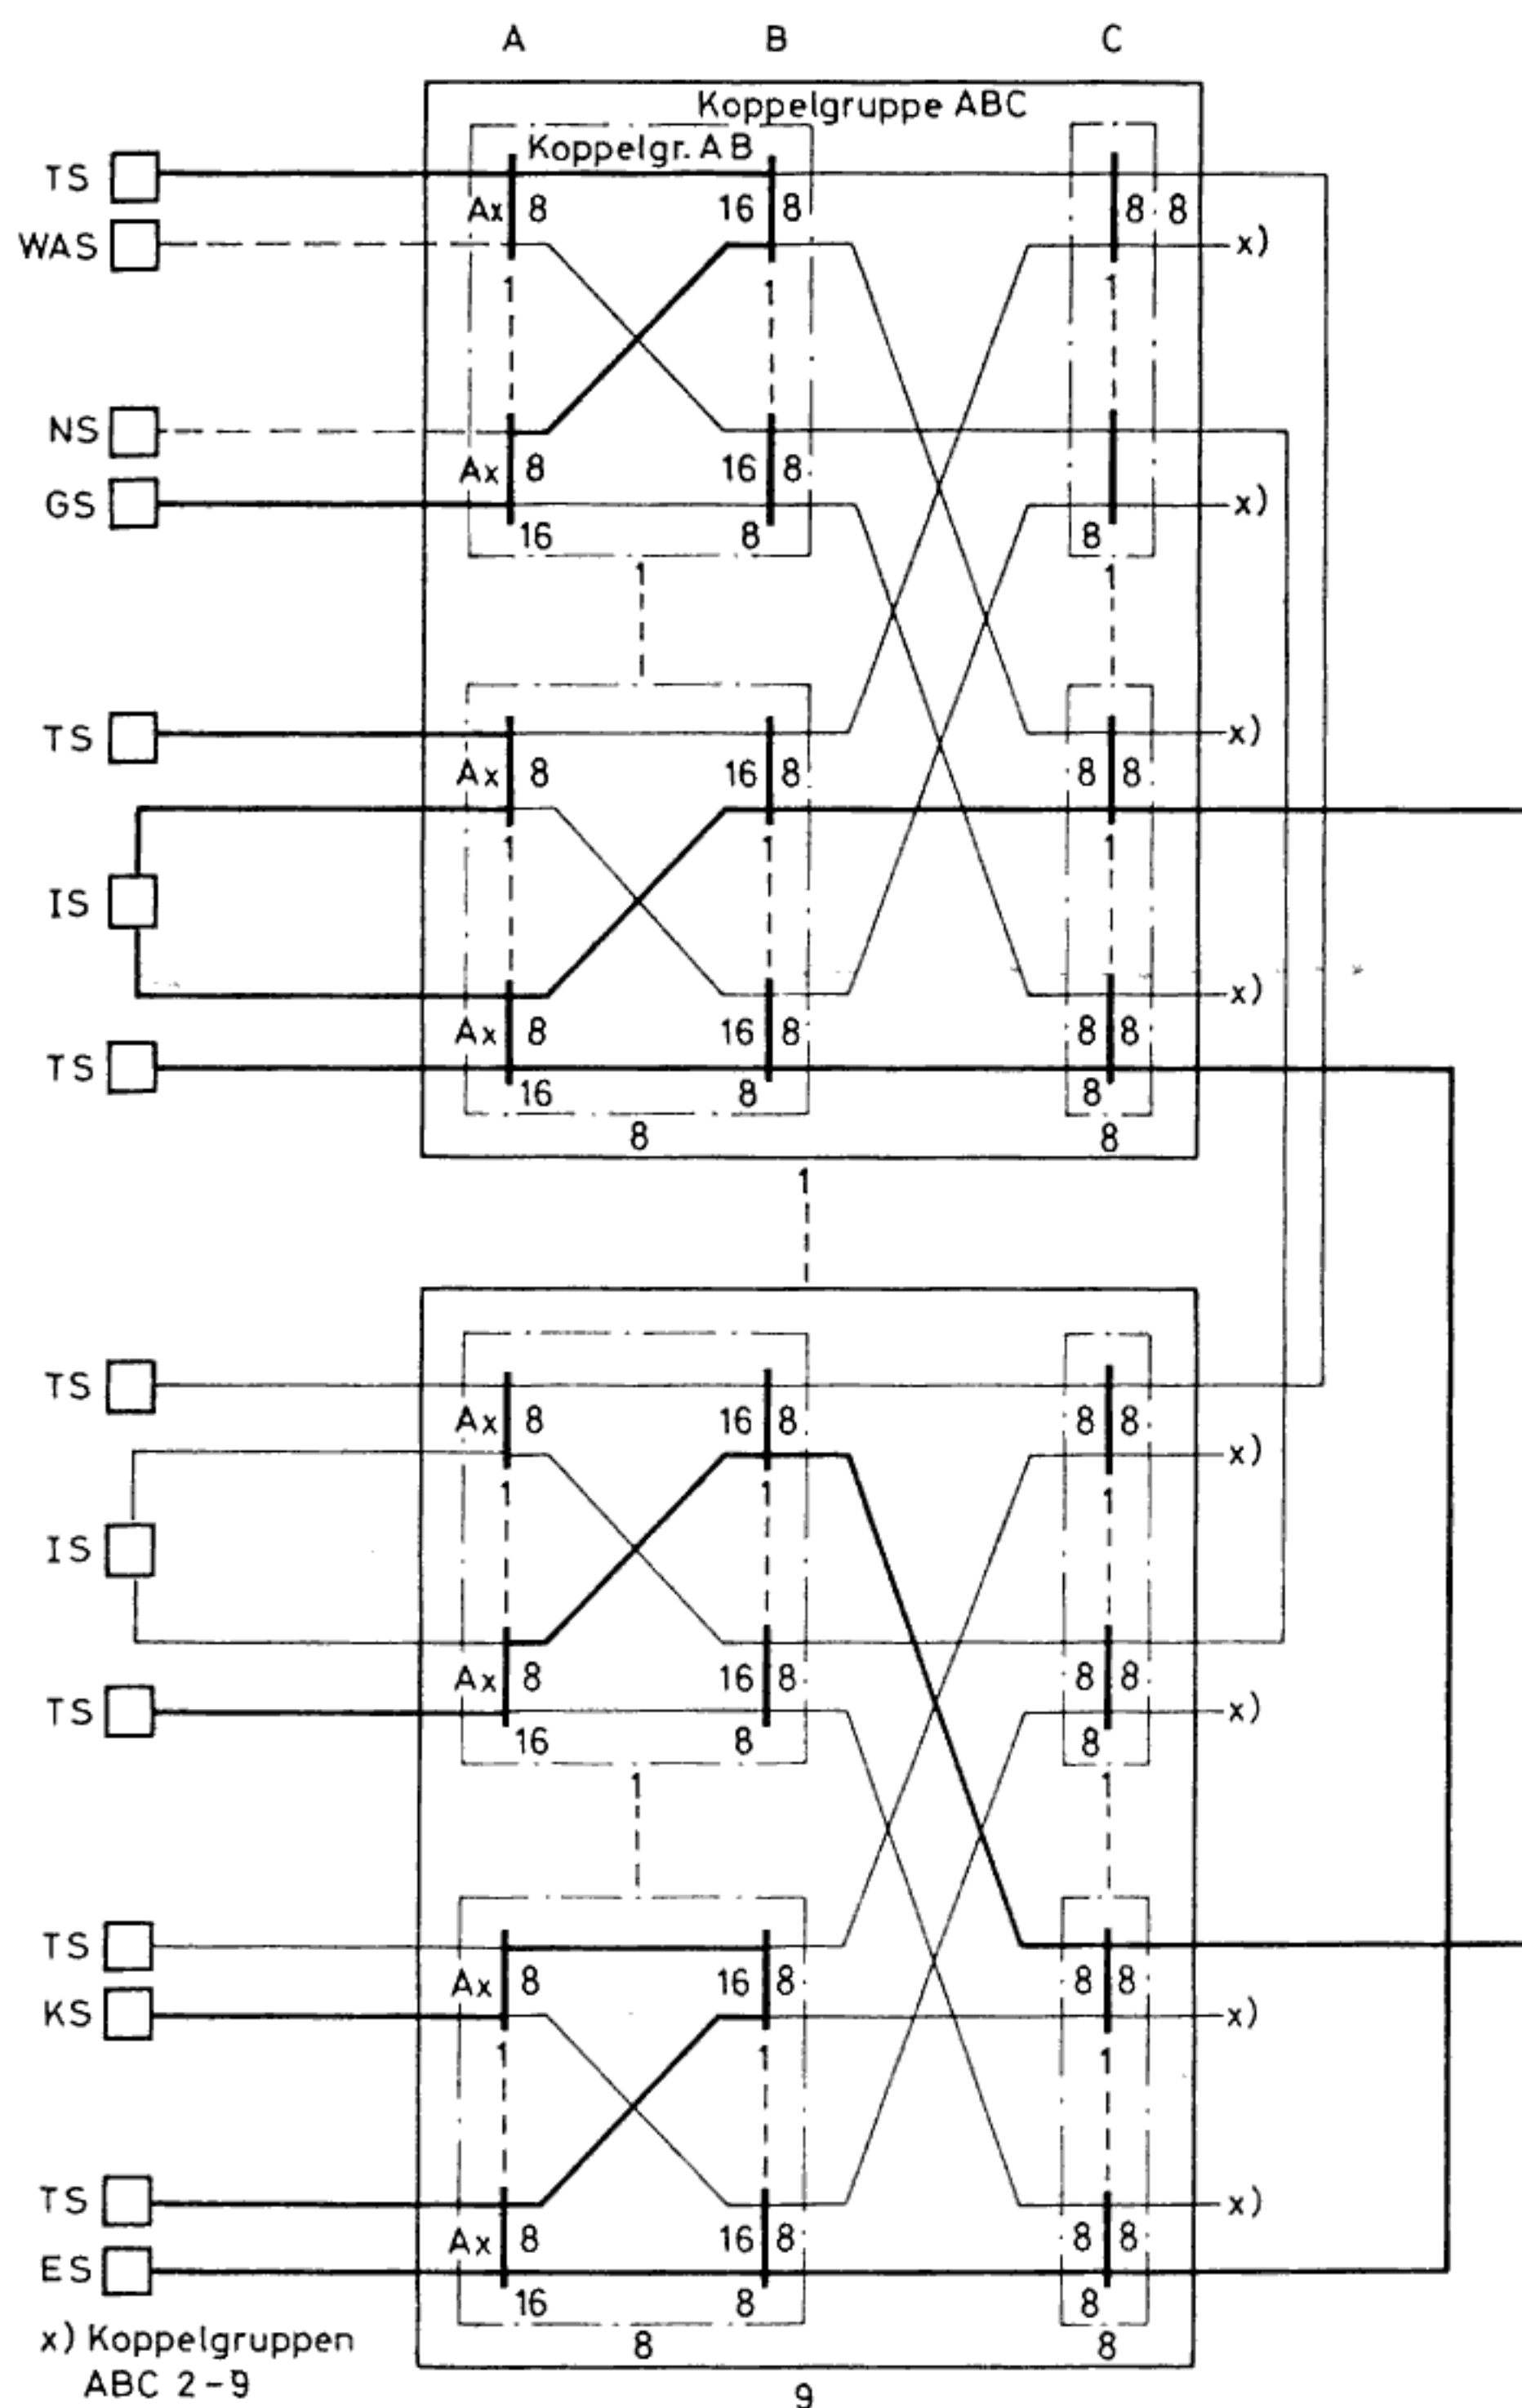 A B C
Koppelgruppe ABC
Koppelgr. AB
TS
Ax 8 16 8 8 8
WAS x)
1 1 1
NS
Ax 8 16 8
GS x)
16 8 8
1 1
TS x)
Ax 8 16 8 8 8
1 1 1
IS
x)
Ax 8 16 8 8 8
TS
16 8 8
8 8
1
TS
Ax 8 16 8 8 8
x)
1 1 1
IS
Ax 8 16 8 8 8
TS x)
16 8 8
1 1
TS
Ax 8 16 8 8 8
KS x)
1 1 1
TS x)
Ax 8 16 8 8 8
ES
16 8 8
x) Koppelgruppen 8 8
ABC 2-9
9